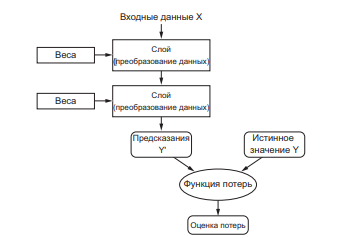 Входные данные X
Веса
Слой
(преобразование данных)
Веса
Слой
(преобразование данных)
Предсказания
Y'
Истинное
значение Y
Функция потерь
Оценка потерь